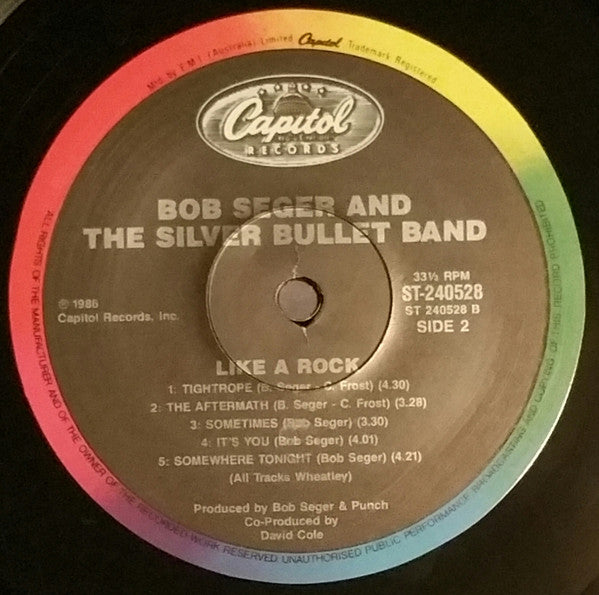 Mfd. by E.M.I. (Australia) Limited Capitol Trademark Registered
Capitol
RECORDS
BOB SEGER AND
THE SILVER BULLET BAND
33⅓ RPM
ST-240528
ST 240528 B
SIDE 2
℗ 1986
Capitol Records, Inc.
LIKE A ROCK
1: TIGHTROPE (B. Seger - C. Frost) (4.30)
2: THE AFTERMATH (B. Seger - C. Frost) (3.28)
3: SOMETIMES (Bob Seger) (3.30)
4: IT'S YOU (Bob Seger) (4.01)
5: SOMEWHERE TONIGHT (Bob Seger) (4.21)
(All Tracks Wheatley)
Produced by Bob Seger & Punch
Co-Produced by
David Cole
ALL RIGHTS OF THE MANUFACTURER AND OF THE OWNER OF THE RECORDED WORK RESERVED UNAUTHORISED PUBLIC PERFORMANCE BROADCASTING AND COPYING OF THIS RECORD PROHIBITED